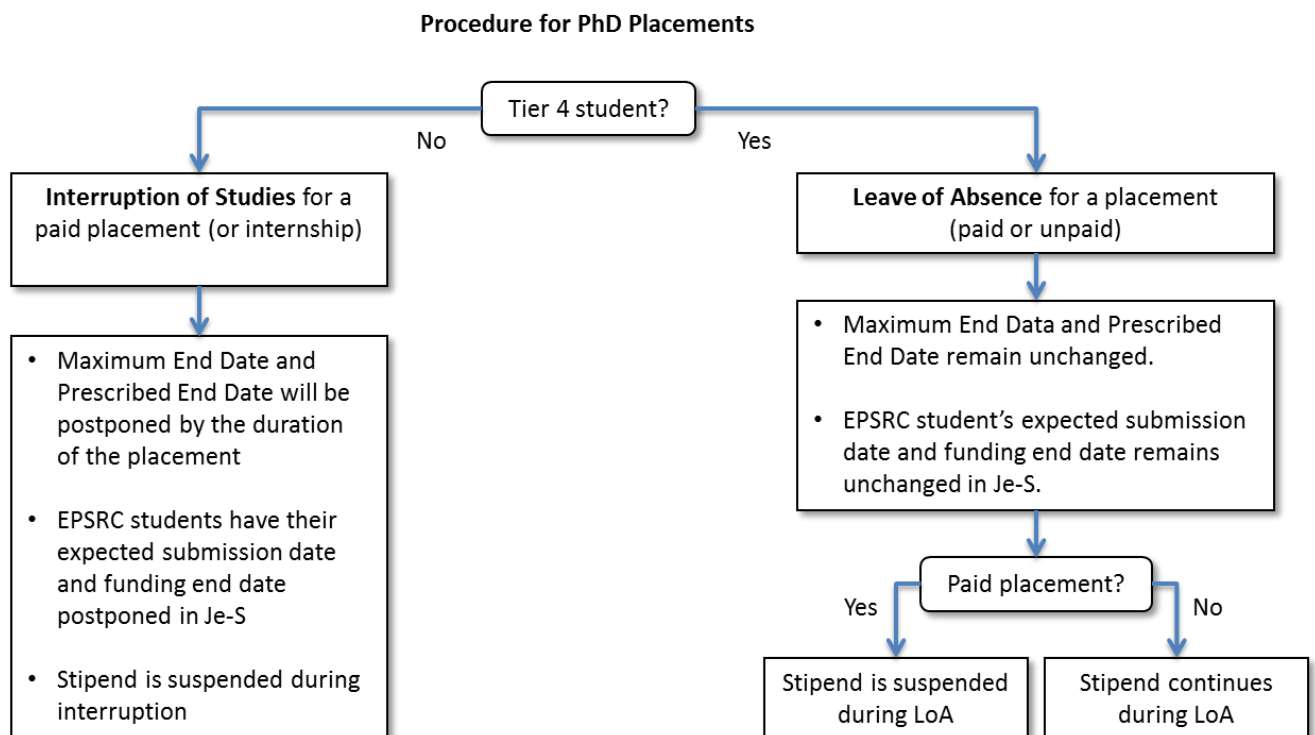 Procedure for PhD Placements
Tier 4 student?
No
Yes
Interruption of Studies for a
paid placement (or internship)
• Maximum End Date and
Prescribed End Date will be
postponed by the duration
of the placement
• EPSRC students have their
expected submission date
and funding end date
postponed in Je-S
• Stipend is suspended during
interruption
Leave of Absence for a placement
(paid or unpaid)
• Maximum End Data and Prescribed
End Date remain unchanged.
• EPSRC student’s expected submission
date and funding end date remains
unchanged in Je-S.
Paid placement?
Yes
No
Stipend is suspended
during LoA
Stipend continues
during LoA